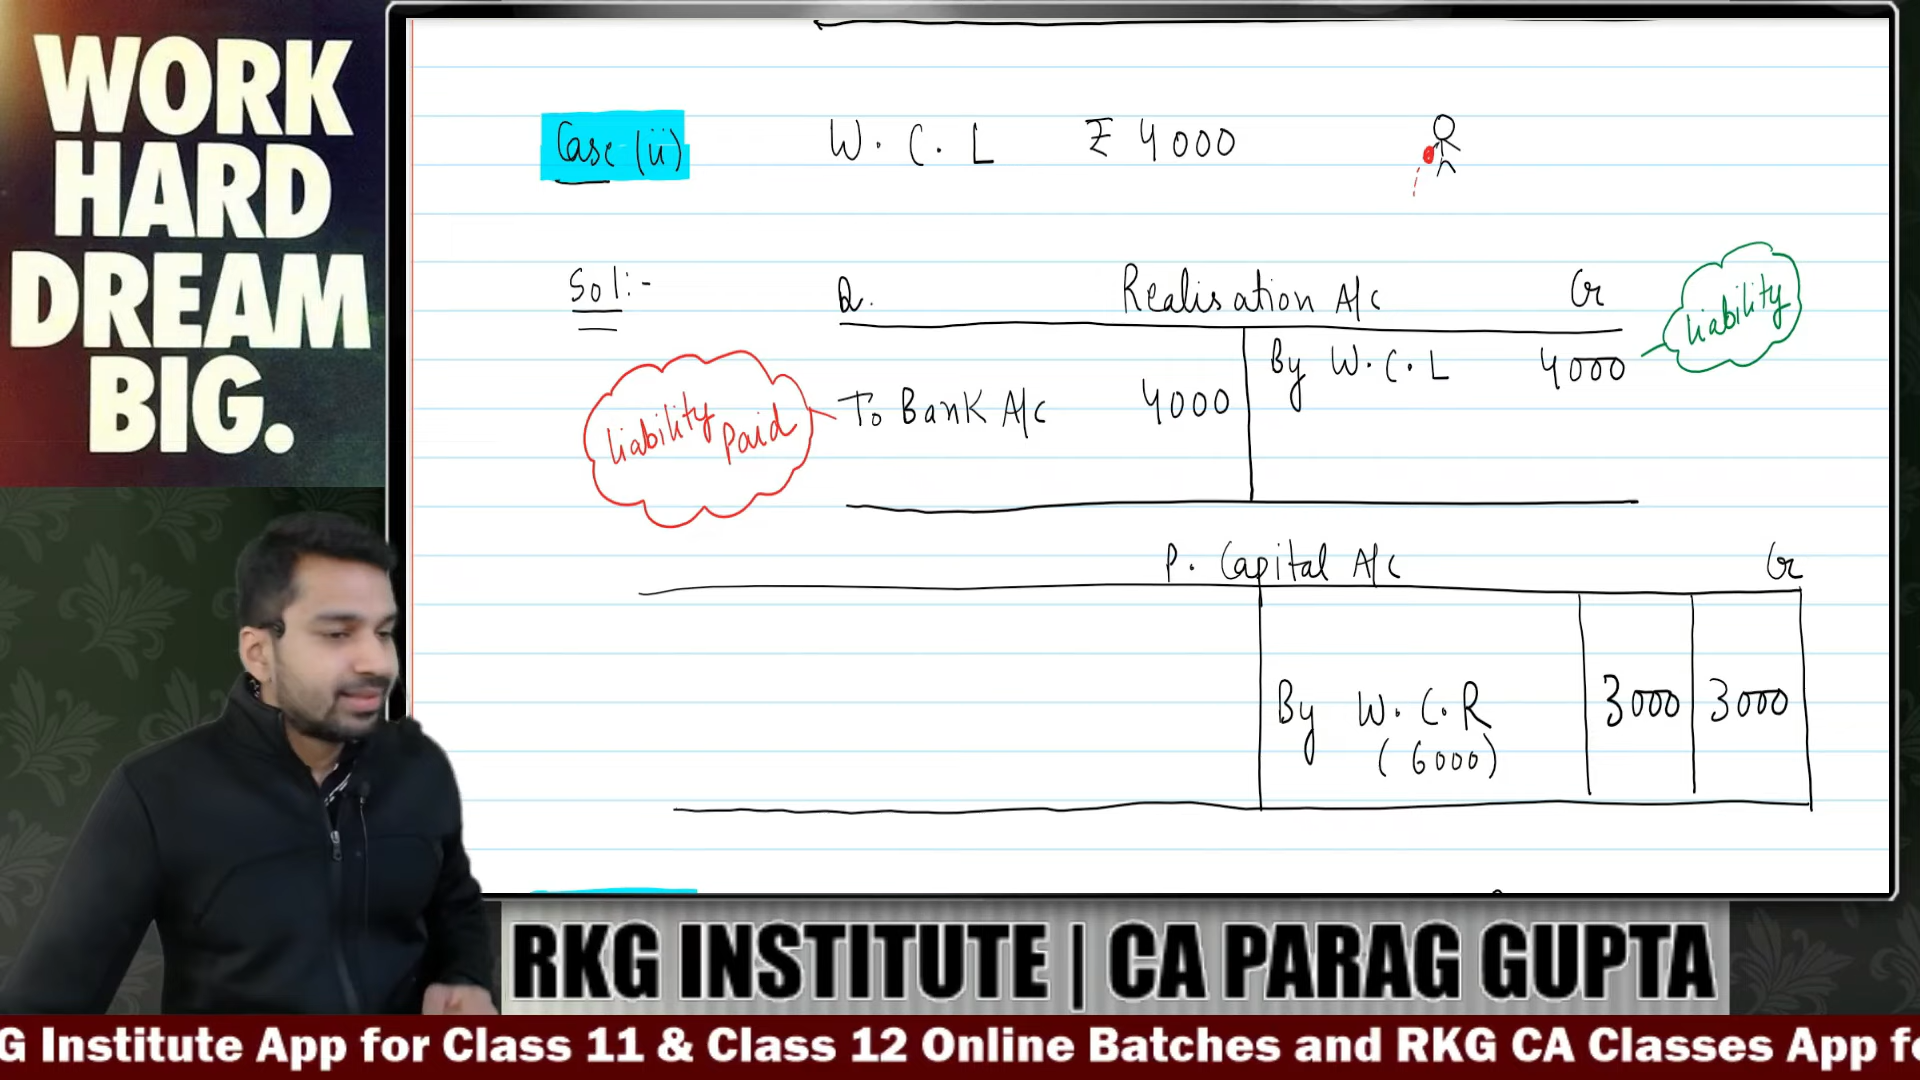 WORK
HARD
DREAM
BIG.
Case (ii) W. C. L ₹ 4000
Sol:- Dr. Realisation A/c Cr
liability
By W. C. L 4000
To Bank A/c 4000
liability paid
P. Capital A/c Cr
By W. C. R 3000 3000
(6000)
RKG INSTITUTE | CA PARAG GUPTA
G Institute App for Class 11 & Class 12 Online Batches and RKG CA Classes App fo